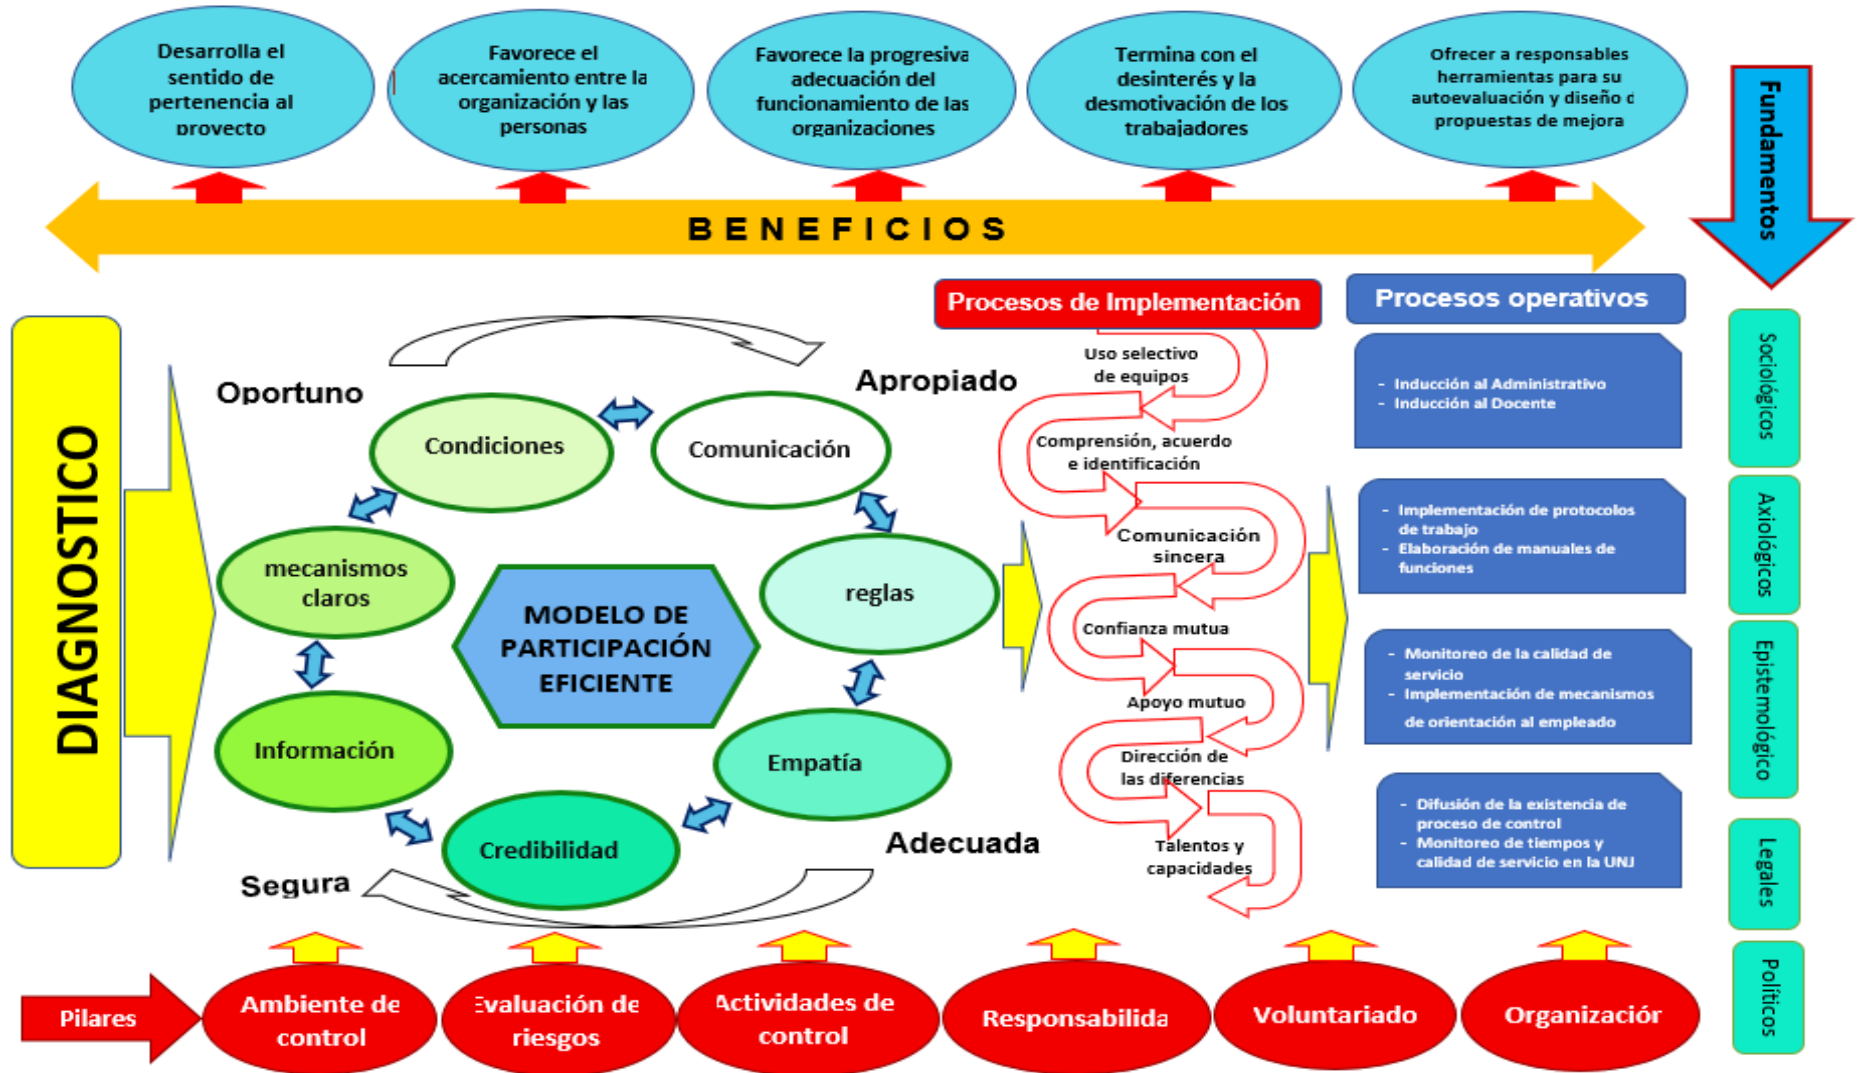 Desarrolla el
sentido de
pertenencia al
proyecto
Favorece el
acercamiento entre la
organización y las
personas
Favorece la progresiva
adecuación del
funcionamiento de las
organizaciones
Termina con el
desinterés y la
desmotivación de los
trabajadores
Ofrecer a responsables
herramientas para su
autoevaluación y diseño d
propuestas de mejora
Fundamentos
BENEFICIOS
Procesos de Implementación
Procesos operativos
DIAGNOSTICO
Oportuno
Apropiado
Condiciones
Comunicación
mecanismos
claros
reglas
MODELO DE
PARTICIPACIÓN
EFICIENTE
Información
Empatía
Credibilidad
Segura
Adecuada
Uso selectivo
de equipos
Comprensión, acuerdo
e identificación
Comunicación
sincera
Confianza mutua
Apoyo mutuo
Dirección de
las diferencias
Talentos y
capacidades
- Inducción al Administrativo
- Inducción al Docente
- Implementación de protocolos
de trabajo
- Elaboración de manuales de
funciones
- Monitoreo de la calidad de
servicio
- Implementación de mecanismos
de orientación al empleado
- Difusión de la existencia de
proceso de control
- Monitoreo de tiempos y
calidad de servicio en la UNJ
Sociológicos
Axiológicos
Epistemológico
Legales
Políticos
Pilares
Ambiente de
control
Evaluación de
riesgos
Actividades de
control
Responsabilida
Voluntariado
Organización